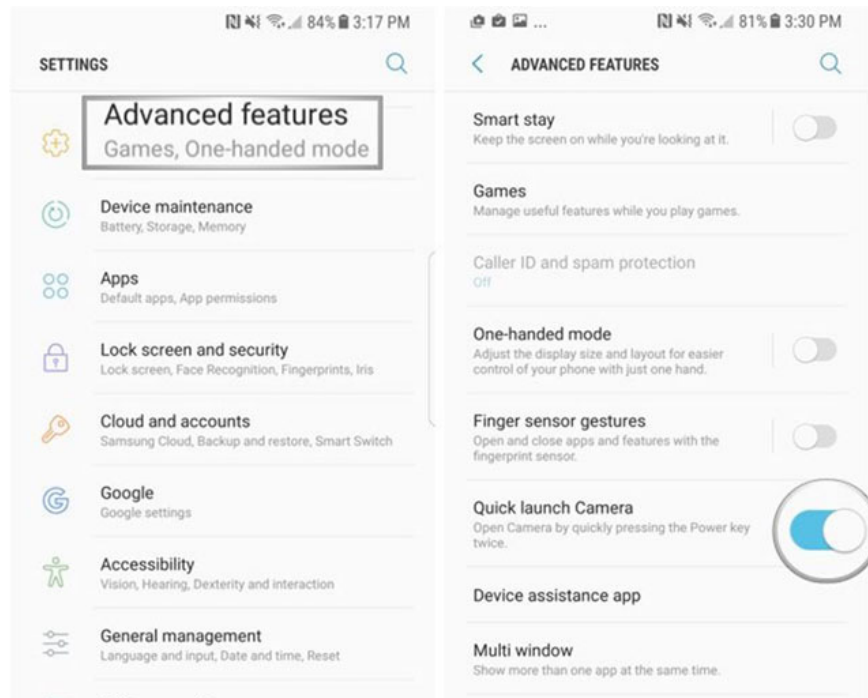 84% 3:17 PM
SETTINGS
Advanced features
Games, One-handed mode
Device maintenance
Battery, Storage, Memory
Apps
Default apps, App permissions
Lock screen and security
Lock screen, Face Recognition, Fingerprints, Iris
Cloud and accounts
Samsung Cloud, Backup and restore, Smart Switch
Google
Google settings
Accessibility
Vision, Hearing, Dexterity and interaction
General management
Language and input, Date and time, Reset
... 81% 3:30 PM
ADVANCED FEATURES
Smart stay
Keep the screen on while you're looking at it.
Games
Manage useful features while you play games.
Caller ID and spam protection
Off
One-handed mode
Adjust the display size and layout for easier
control of your phone with just one hand.
Finger sensor gestures
Open and close apps and features with the
fingerprint sensor.
Quick launch Camera
Open Camera by quickly pressing the Power key
twice.
Device assistance app
Multi window
Show more than one app at the same time.